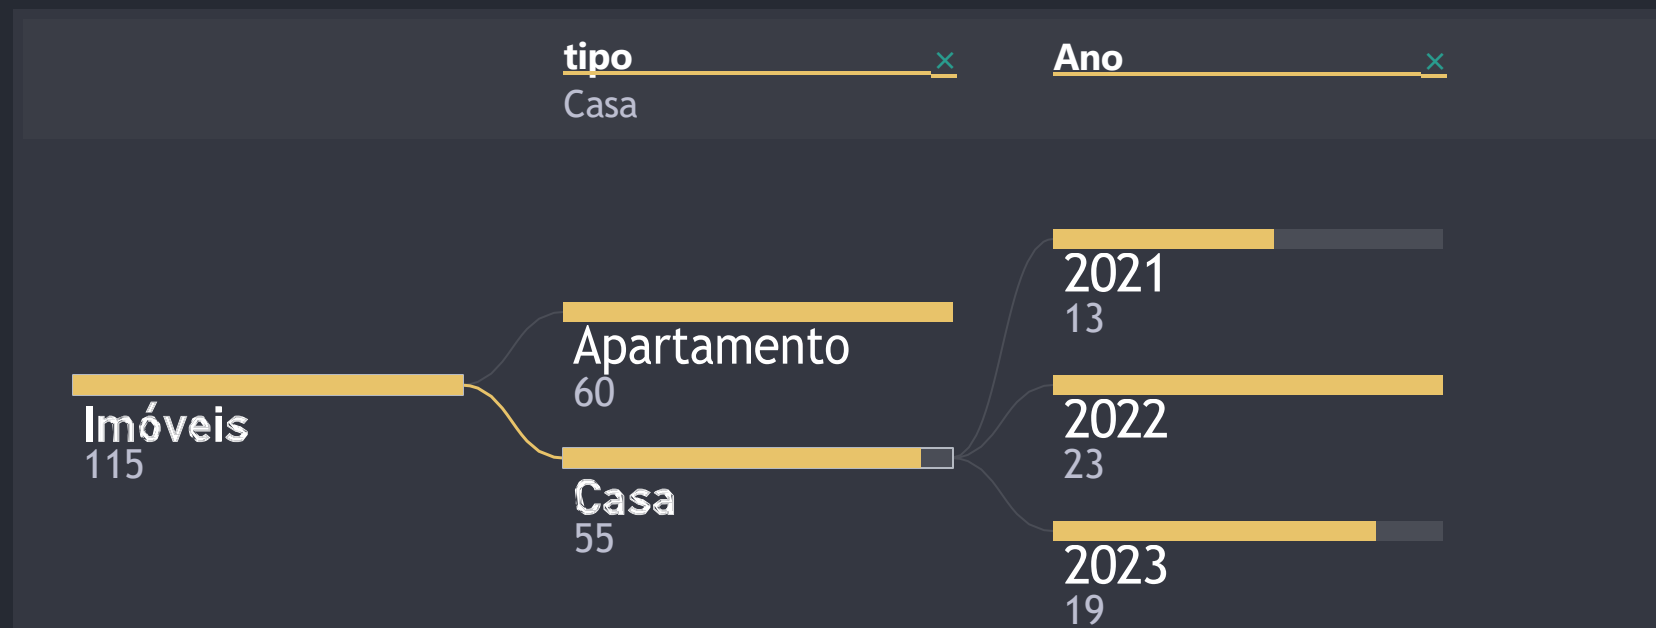 tipo
Casa
Ano
Imóveis
115
Apartamento
60
Casa
55
2021
13
2022
23
2023
19